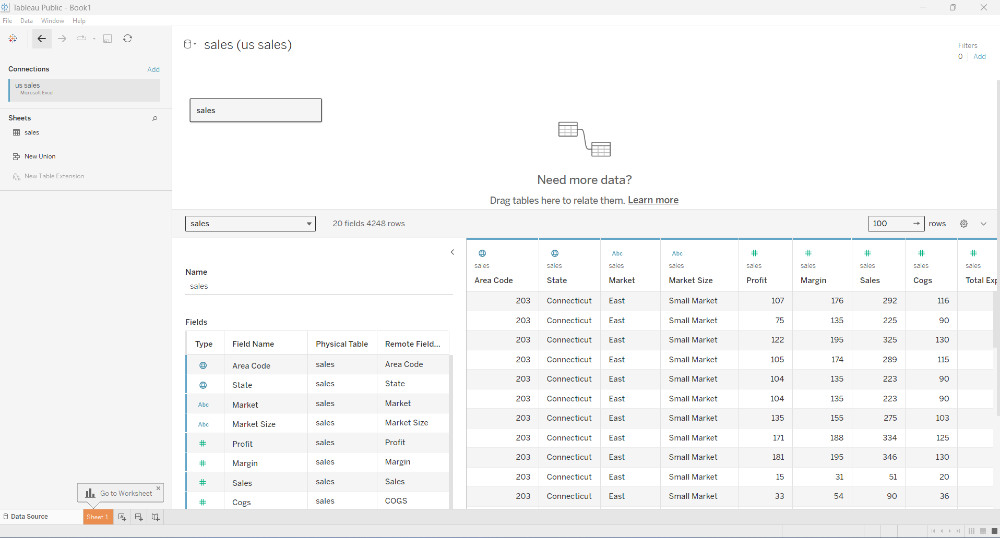 Tableau Public - Book1
File Data Window Help
Connections Add
us sales
Microsoft Excel
Sheets
sales
New Union
New Table Extension
sales (us sales)
Filters
0 Add
sales
Need more data?
Drag tables here to relate them. Learn more
sales 20 fields 4248 rows 100 → rows
Name
sales
Fields
Type Field Name Physical Table Remote Field...
Area Code sales Area Code
State sales State
Abc Market sales Market
Abc Market Size sales Market Size
# Profit sales Profit
# Margin sales Margin
# Sales sales Sales
# Cogs sales COGS
Abc Abc # # # # #
sales sales sales sales sales sales sales sales sales
Area Code State Market Market Size Profit Margin Sales Cogs Total Exp
203 Connecticut East Small Market 107 176 292 116
203 Connecticut East Small Market 75 135 225 90
203 Connecticut East Small Market 122 195 325 130
203 Connecticut East Small Market 105 174 289 115
203 Connecticut East Small Market 104 135 223 90
203 Connecticut East Small Market 104 135 223 90
203 Connecticut East Small Market 135 155 275 103
203 Connecticut East Small Market 171 188 334 125
203 Connecticut East Small Market 181 195 346 130
203 Connecticut East Small Market 15 31 51 20
203 Connecticut East Small Market 33 54 90 36
Go to Worksheet
Data Source Sheet 1